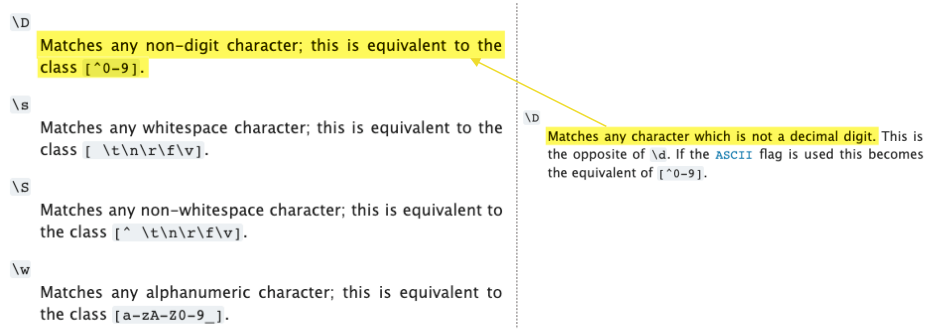 \D
Matches any non-digit character; this is equivalent to the
class [^0-9].
\s
Matches any whitespace character; this is equivalent to the
class [ \t\n\r\f\v].
\S
Matches any non-whitespace character; this is equivalent to
the class [^ \t\n\r\f\v].
\w
Matches any alphanumeric character; this is equivalent to
the class [a-zA-Z0-9_].
\D
Matches any character which is not a decimal digit. This is
the opposite of \d. If the ASCII flag is used this becomes
the equivalent of [^0-9].